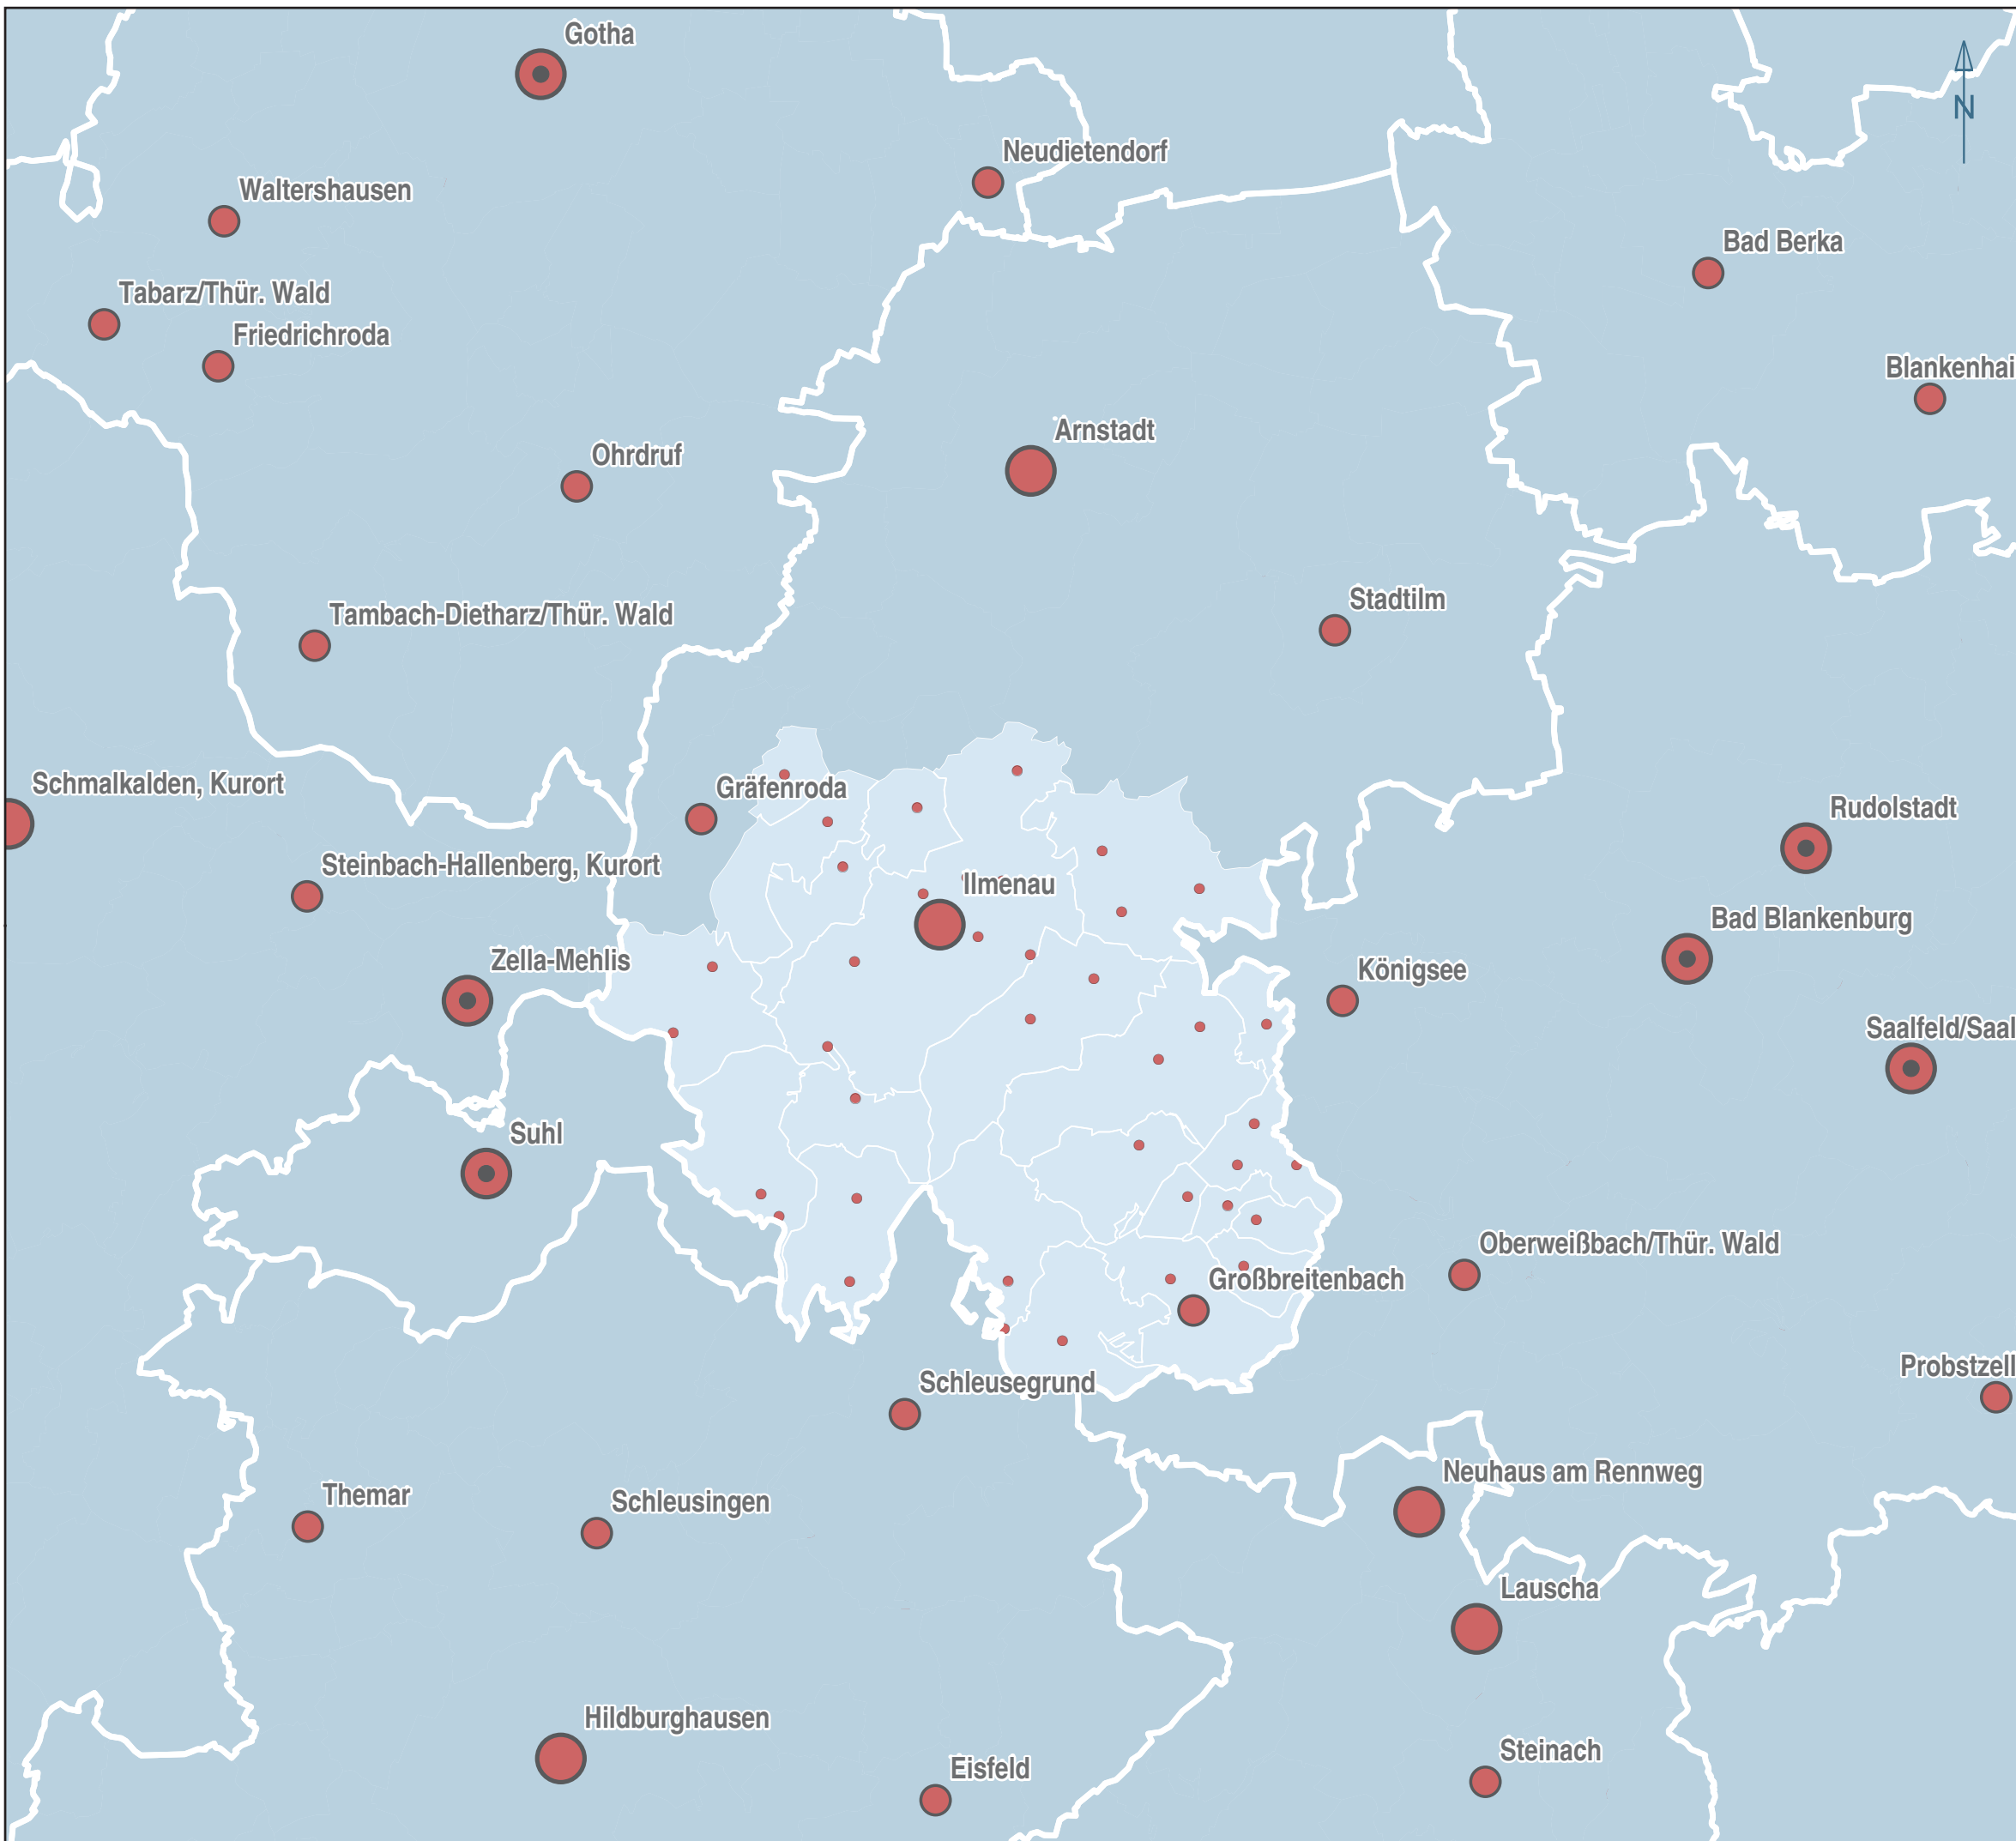 Gotha
N
Neudietendorf
Waltershausen
Bad Berka
Tabarz/Thür. Wald
Friedrichroda
Blankenhai
Arnstadt
Ohrdruf
Stadtilm
Tambach-Dietharz/Thür. Wald
Schmalkalden, Kurort
Gräfenroda
Rudolstadt
Steinbach-Hallenberg, Kurort
Ilmenau
Bad Blankenburg
Zella-Mehlis
Königsee
Saalfeld/Saal
Suhl
Oberweißbach/Thür. Wald
Großbreitenbach
Probstzell
Schleusegrund
Neuhaus am Rennweg
Themar
Schleusingen
Lauscha
Hildburghausen
Steinach
Eisfeld